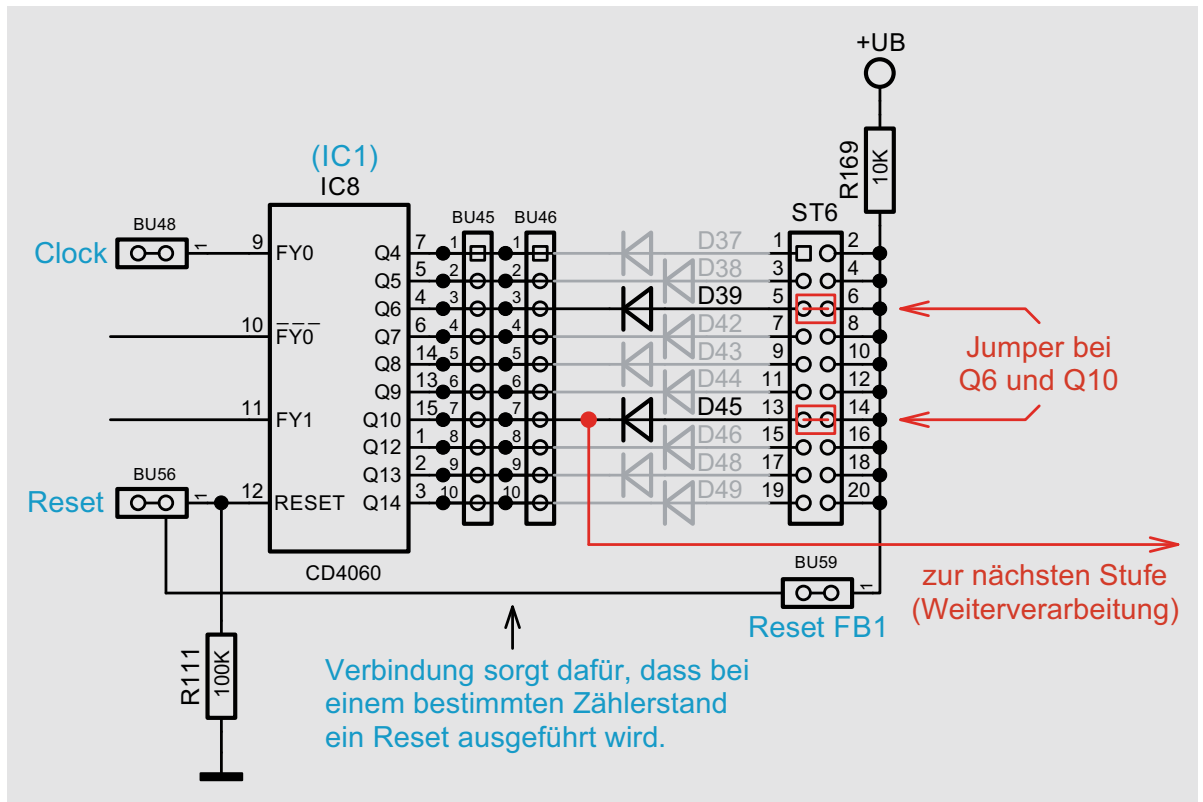 +UB
R169
10K
(IC1)
IC8
BU48
Clock
1
9
FY0
10
FY0
11
FY1
BU56
Reset
1
12
RESET
CD4060
Q4
7
Q5
5
Q6
4
Q7
6
Q8
14
Q9
13
Q10
15
Q12
1
Q13
2
Q14
3
BU45
1
2
3
4
5
6
7
8
9
10
BU46
1
2
3
4
5
6
7
8
9
10
D37
D38
D39
D42
D43
D44
D45
D46
D48
D49
ST6
1 2
3 4
5 6
7 8
9 10
11 12
13 14
15 16
17 18
19 20
Jumper bei
Q6 und Q10
zur nächsten Stufe
(Weiterverarbeitung)
BU59
1
Reset FB1
R111
100K
Verbindung sorgt dafür, dass bei
einem bestimmten Zählerstand
ein Reset ausgeführt wird.